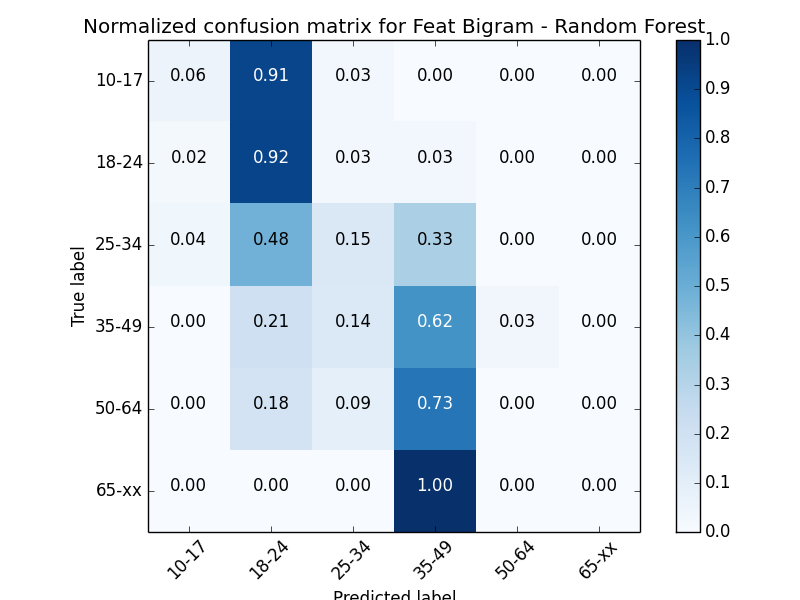 Normalized confusion matrix for Feat Bigram - Random Forest
10-17 0.06 0.91 0.03 0.00 0.00 0.00
18-24 0.02 0.92 0.03 0.03 0.00 0.00
25-34 0.04 0.48 0.15 0.33 0.00 0.00
35-49 0.00 0.21 0.14 0.62 0.03 0.00
50-64 0.00 0.18 0.09 0.73 0.00 0.00
65-xx 0.00 0.00 0.00 1.00 0.00 0.00
True label
10-17 18-24 25-34 35-49 50-64 65-xx
Predicted label
1.0
0.9
0.8
0.7
0.6
0.5
0.4
0.3
0.2
0.1
0.0